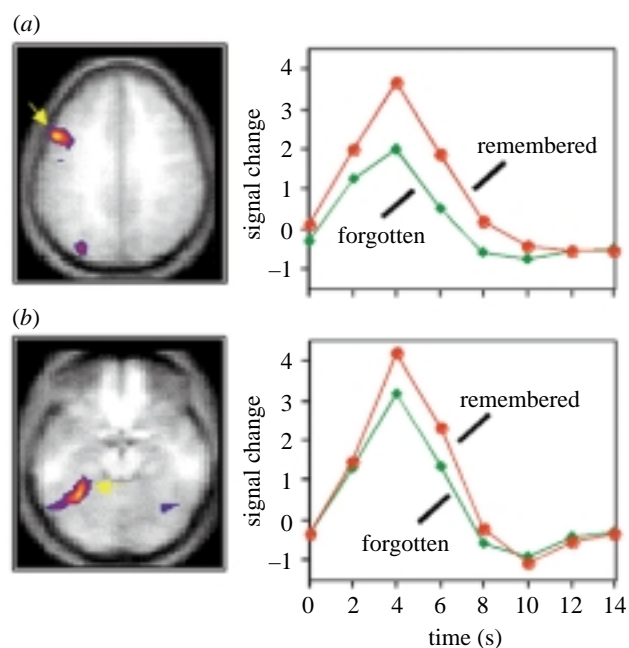 (a)
4
3
2
1
0
–1
signal change
remembered
forgotten
(b)
4
3
2
1
0
–1
signal change
remembered
forgotten
0 2 4 6 8 10 12 14
time (s)